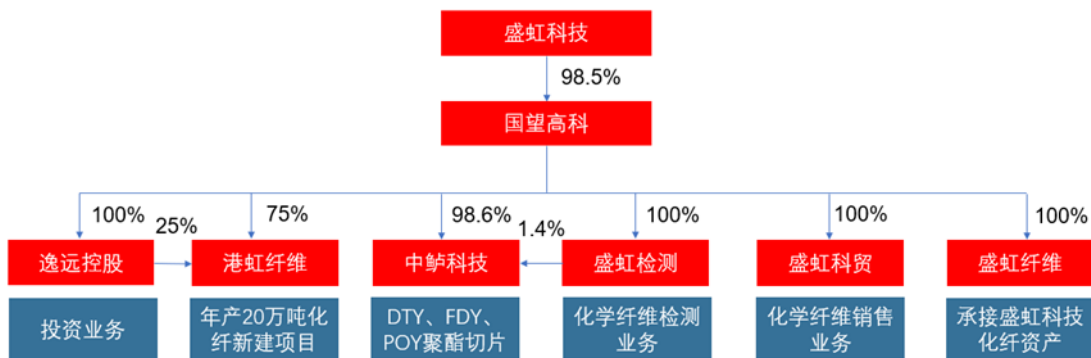 盛虹科技
98.5%
国望高科
100%
25%
75%
98.6%
1.4%
100%
100%
100%
逸远控股
港虹纤维
中鲈科技
盛虹检测
盛虹科贸
盛虹纤维
投资业务
年产20万吨化
纤新建项目
DTY、FDY、
POY聚酯切片
化学纤维检测
业务
化学纤维销售
业务
承接盛虹科技
化纤资产